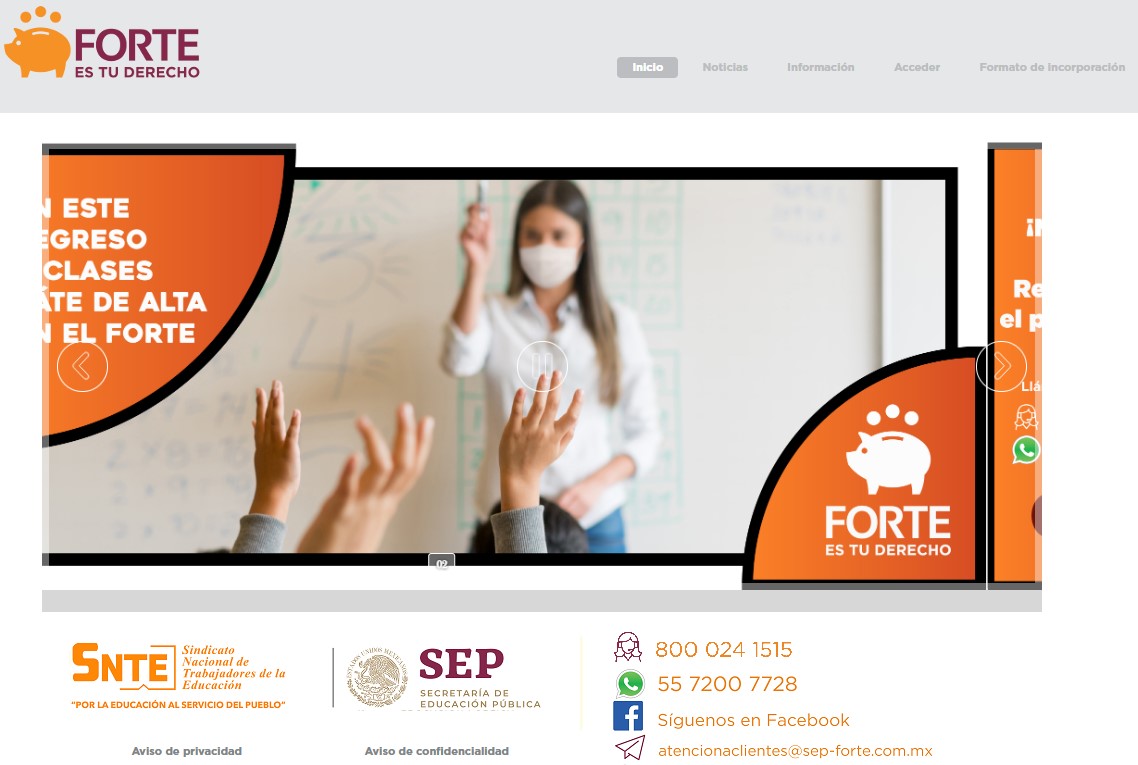 FORTE
ES TU DERECHO
Inicio Noticias Información Acceder Formato de incorporación
N ESTE
EGRESO
CLASES
ÁTE DE ALTA
N EL FORTE
¡N
Re
el p
Llá
FORTE
ES TU DERECHO
02
SNTE
Sindicato
Nacional de
Trabajadores de la
Educación
"POR LA EDUCACIÓN AL SERVICIO DEL PUEBLO"
ESTADOS UNIDOS MEXICANOS
SEP
SECRETARÍA DE
EDUCACIÓN PÚBLICA
800 024 1515
55 7200 7728
Síguenos en Facebook
atencionaclientes@sep-forte.com.mx
Aviso de privacidad Aviso de confidencialidad